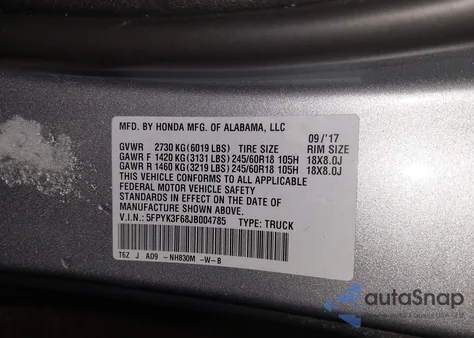 MFD. BY HONDA MFG. OF ALABAMA, LLC 09/'17
GVWR 2730 KG(6019 LBS) TIRE SIZE RIM SIZE
GAWR F 1420 KG(3131 LBS) 245/60R18 105H 18X8.0J
GAWR R 1460 KG(3219 LBS) 245/60R18 105H 18X8.0J
THIS VEHICLE CONFORMS TO ALL APPLICABLE
FEDERAL MOTOR VEHICLE SAFETY
STANDARDS IN EFFECT ON THE DATE OF
MANUFACTURE SHOWN ABOVE.
V.I.N.: 5FPYK3F68JB004785 TYPE: TRUCK
T6Z J AD9 -NH830M -W-B
autoSnap